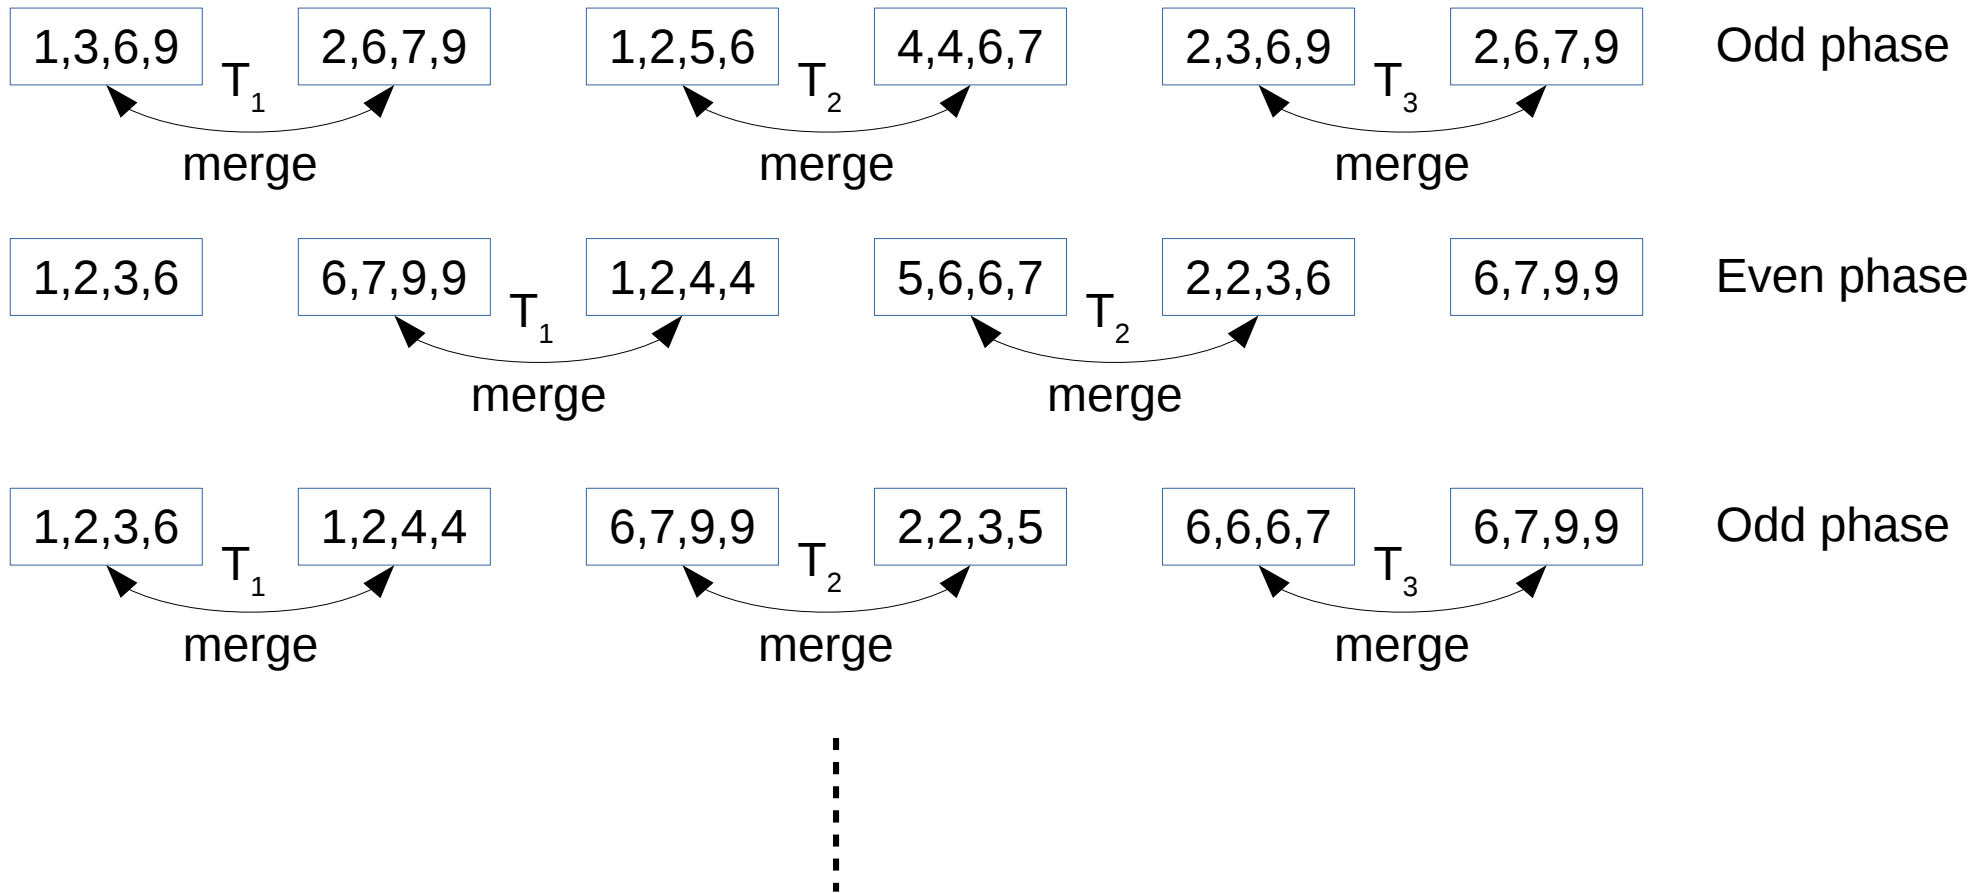 1,3,6,9 T1 2,6,7,9 1,2,5,6 T2 4,4,6,7 2,3,6,9 T3 2,6,7,9 Odd phase
merge merge merge
1,2,3,6 6,7,9,9 T1 1,2,4,4 5,6,6,7 T2 2,2,3,6 6,7,9,9 Even phase
merge merge
1,2,3,6 T1 1,2,4,4 6,7,9,9 T2 2,2,3,5 6,6,6,7 T3 6,7,9,9 Odd phase
merge merge merge